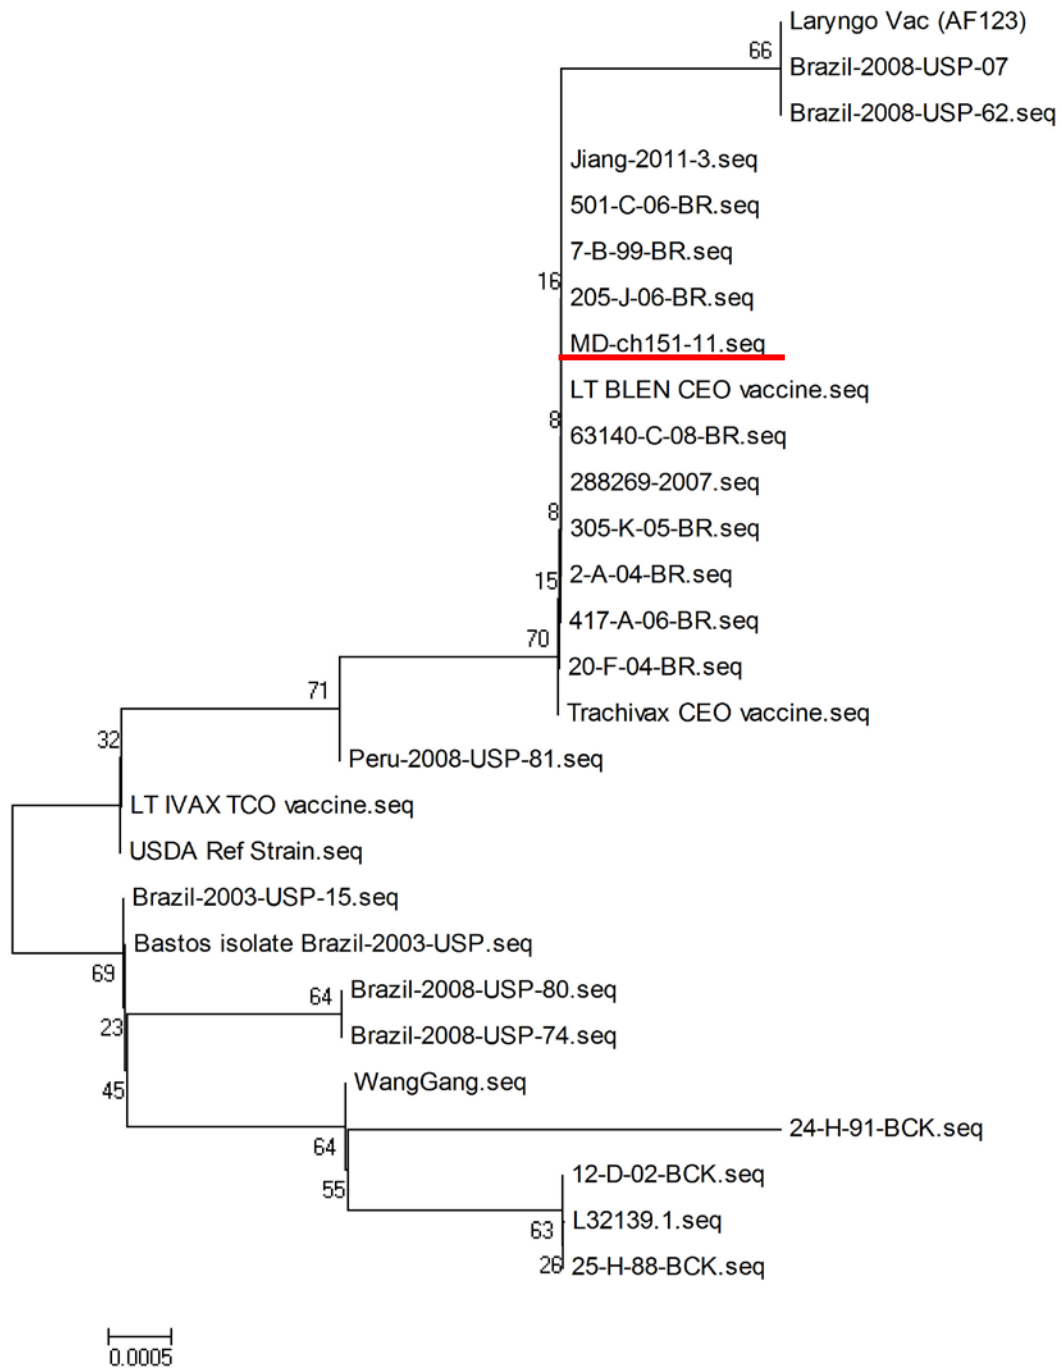 Laryngo Vac (AF123)
66
Brazil-2008-USP-07
Brazil-2008-USP-62.seq
Jiang-2011-3.seq
501-C-06-BR.seq
7-B-99-BR.seq
16
205-J-06-BR.seq
MD-ch151-11.seq
LT BLEN CEO vaccine.seq
8
63140-C-08-BR.seq
288269-2007.seq
8
305-K-05-BR.seq
15
2-A-04-BR.seq
417-A-06-BR.seq
70
20-F-04-BR.seq
71
Trachivax CEO vaccine.seq
32
Peru-2008-USP-81.seq
LT IVAX TCO vaccine.seq
USDA Ref Strain.seq
Brazil-2003-USP-15.seq
Bastos isolate Brazil-2003-USP.seq
69
64
Brazil-2008-USP-80.seq
23
Brazil-2008-USP-74.seq
45
WangGang.seq
24-H-91-BCK.seq
64
12-D-02-BCK.seq
55
L32139.1.seq
63
26
25-H-88-BCK.seq
0.0005